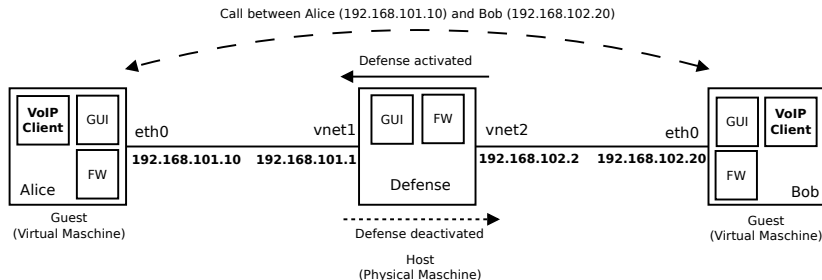 Call between Alice (192.168.101.10) and Bob (192.168.102.20)
Defense activated
VoIP
Client
GUI
FW
Alice
eth0
192.168.101.10
vnet1
192.168.101.1
GUI
FW
Defense
vnet2
192.168.102.2
eth0
192.168.102.20
GUI
VoIP
Client
FW
Bob
Guest
(Virtual Maschine)
Defense deactivated
Host
(Physical Maschine)
Guest
(Virtual Maschine)